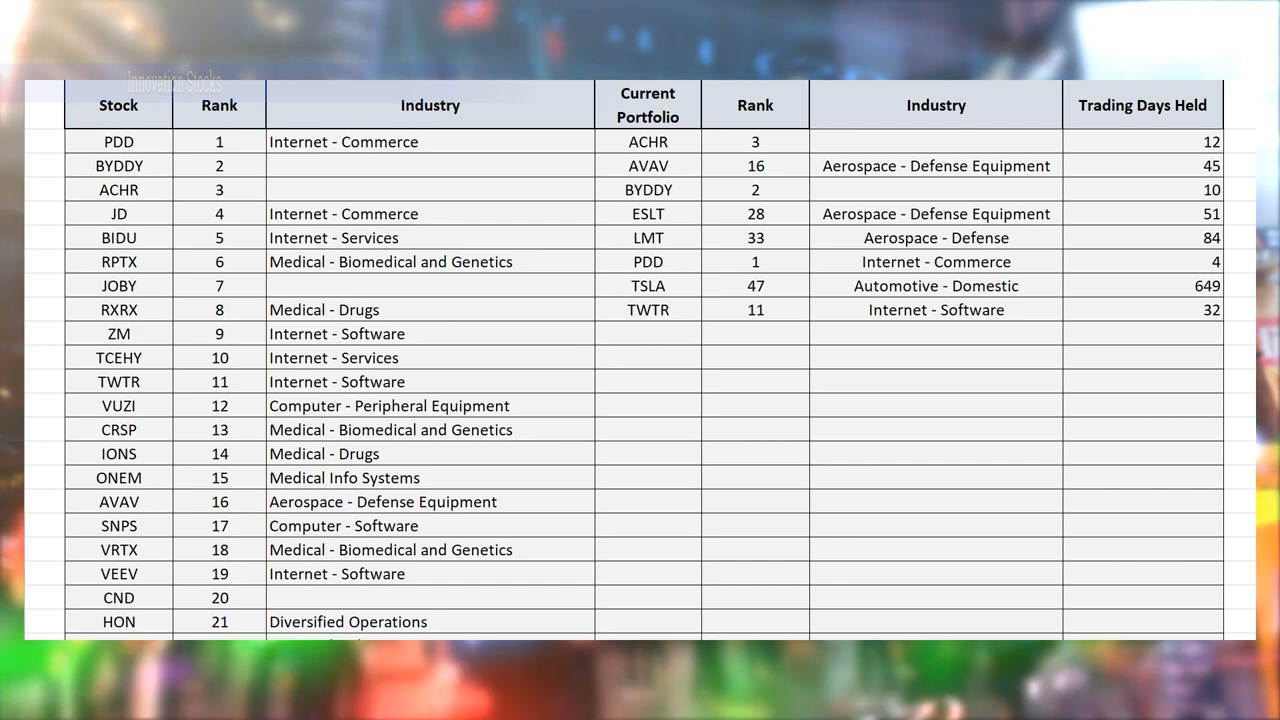 Innovation Stocks
Stock Rank Industry Current Portfolio Rank Industry Trading Days Held
PDD 1 Internet - Commerce ACHR 3 12
BYDDY 2 AVAV 16 Aerospace - Defense Equipment 45
ACHR 3 BYDDY 2 10
JD 4 Internet - Commerce ESLT 28 Aerospace - Defense Equipment 51
BIDU 5 Internet - Services LMT 33 Aerospace - Defense 84
RPTX 6 Medical - Biomedical and Genetics PDD 1 Internet - Commerce 4
JOBY 7 TSLA 47 Automotive - Domestic 649
RXRX 8 Medical - Drugs TWTR 11 Internet - Software 32
ZM 9 Internet - Software
TCEHY 10 Internet - Services
TWTR 11 Internet - Software
VUZI 12 Computer - Peripheral Equipment
CRSP 13 Medical - Biomedical and Genetics
IONS 14 Medical - Drugs
ONEM 15 Medical Info Systems
AVAV 16 Aerospace - Defense Equipment
SNPS 17 Computer - Software
VRTX 18 Medical - Biomedical and Genetics
VEEV 19 Internet - Software
CND 20
HON 21 Diversified Operations